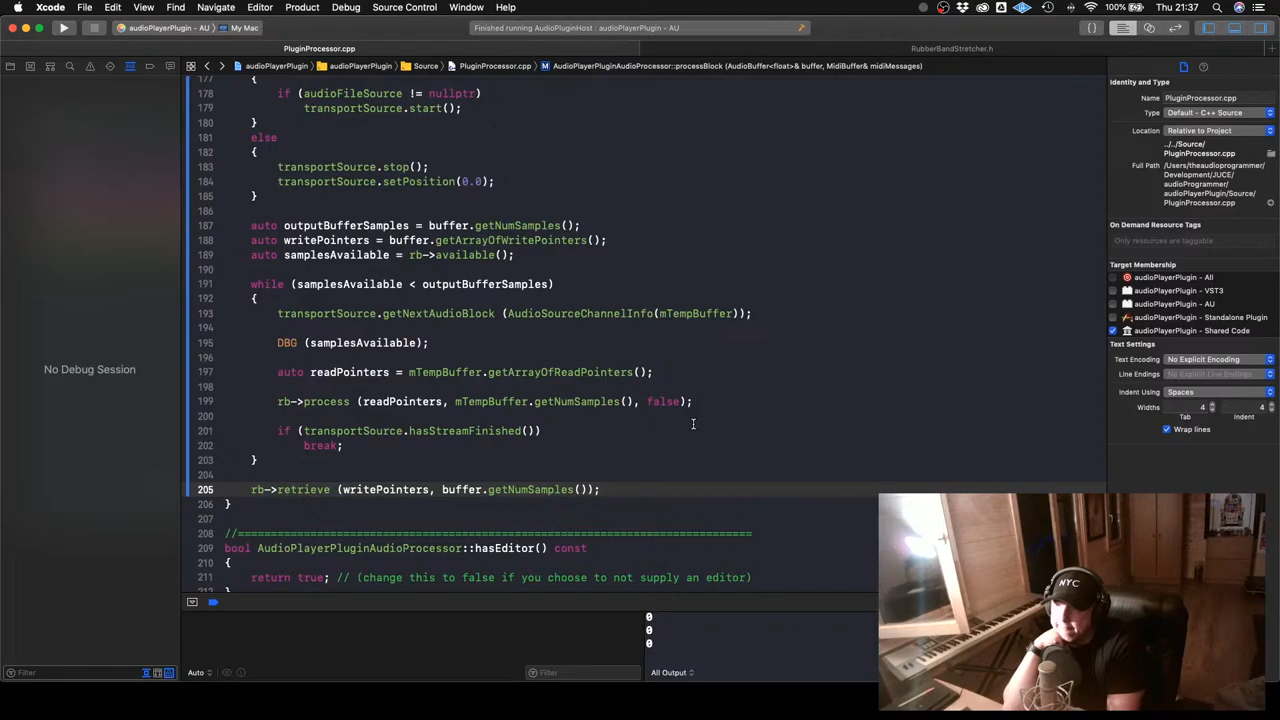 Xcode File Edit View Find Navigate Editor Product Debug Source Control Window Help 100% Thu 21:37
audioPlayerPlugin - AU My Mac Finished running AudioPluginHost : audioPlayerPlugin - AU
PluginProcessor.cpp RubberBandStretcher.h
audioPlayerPlugin audioPlayerPlugin Source PluginProcessor.cpp AudioPlayerPluginAudioProcessor::processBlock (AudioBuffer<float>& buffer, MidiBuffer& midiMessages)
177 {
178 if (audioFileSource != nullptr)
179 transportSource.start();
180 }
181 else
182 {
183 transportSource.stop();
184 transportSource.setPosition(0.0);
185 }
186
187 auto outputBufferSamples = buffer.getNumSamples();
188 auto writePointers = buffer.getArrayOfWritePointers();
189 auto samplesAvailable = rb->available();
190
191 while (samplesAvailable < outputBufferSamples)
192 {
193 transportSource.getNextAudioBlock (AudioSourceChannelInfo(mTempBuffer));
194
195 DBG (samplesAvailable);
196
197 auto readPointers = mTempBuffer.getArrayOfReadPointers();
198
199 rb->process (readPointers, mTempBuffer.getNumSamples(), false);
200
201 if (transportSource.hasStreamFinished())
202 break;
203 }
204
205 rb->retrieve (writePointers, buffer.getNumSamples());
206 }
207
208 //==============================================================================
209 bool AudioPlayerPluginAudioProcessor::hasEditor() const
210 {
211 return true; // (change this to false if you choose to not supply an editor)
212 }
No Debug Session
Filter
Auto
Filter
0
0
0
All Output
Identity and Type
Name PluginProcessor.cpp
Type Default - C++ Source
Location Relative to Project
../../Source/
PluginProcessor.cpp
Full Path /Users/theaudioprogrammer/
Development/JUCE/
audioProgrammer/
audioPlayerPlugin/Source/
PluginProcessor.cpp
On Demand Resource Tags
Only resources are taggable
Target Membership
audioPlayerPlugin - All
audioPlayerPlugin - VST3
audioPlayerPlugin - AU
audioPlayerPlugin - Standalone Plugin
audioPlayerPlugin - Shared Code
Text Settings
Text Encoding No Explicit Encoding
Line Endings No Explicit Line Endings
Indent Using Spaces
Widths 4 4
Tab Indent
Wrap lines
NYC